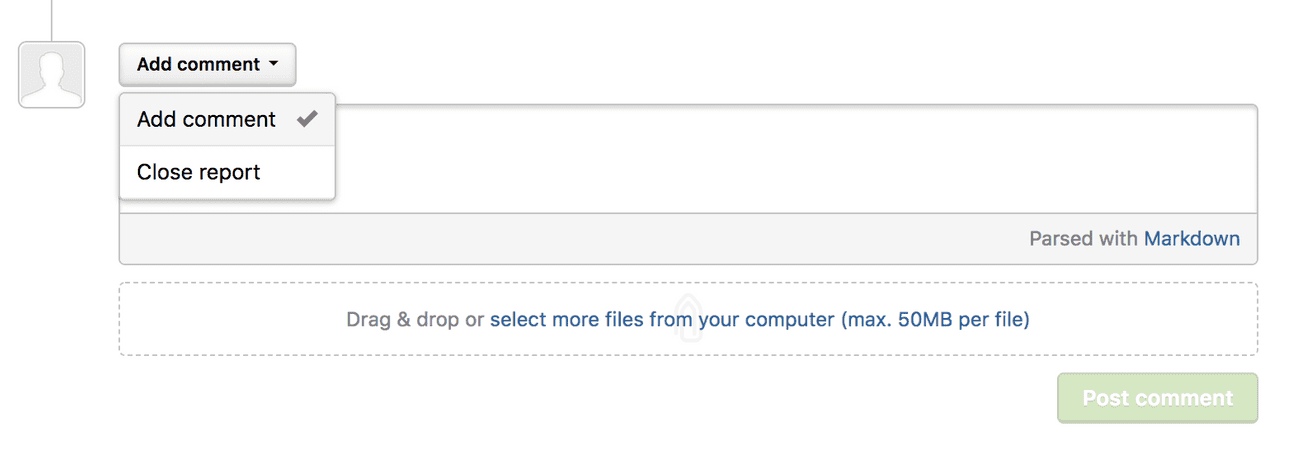 Add comment
Add comment
Close report
Parsed with Markdown
Drag & drop or select more files from your computer (max. 50MB per file)
Post comment